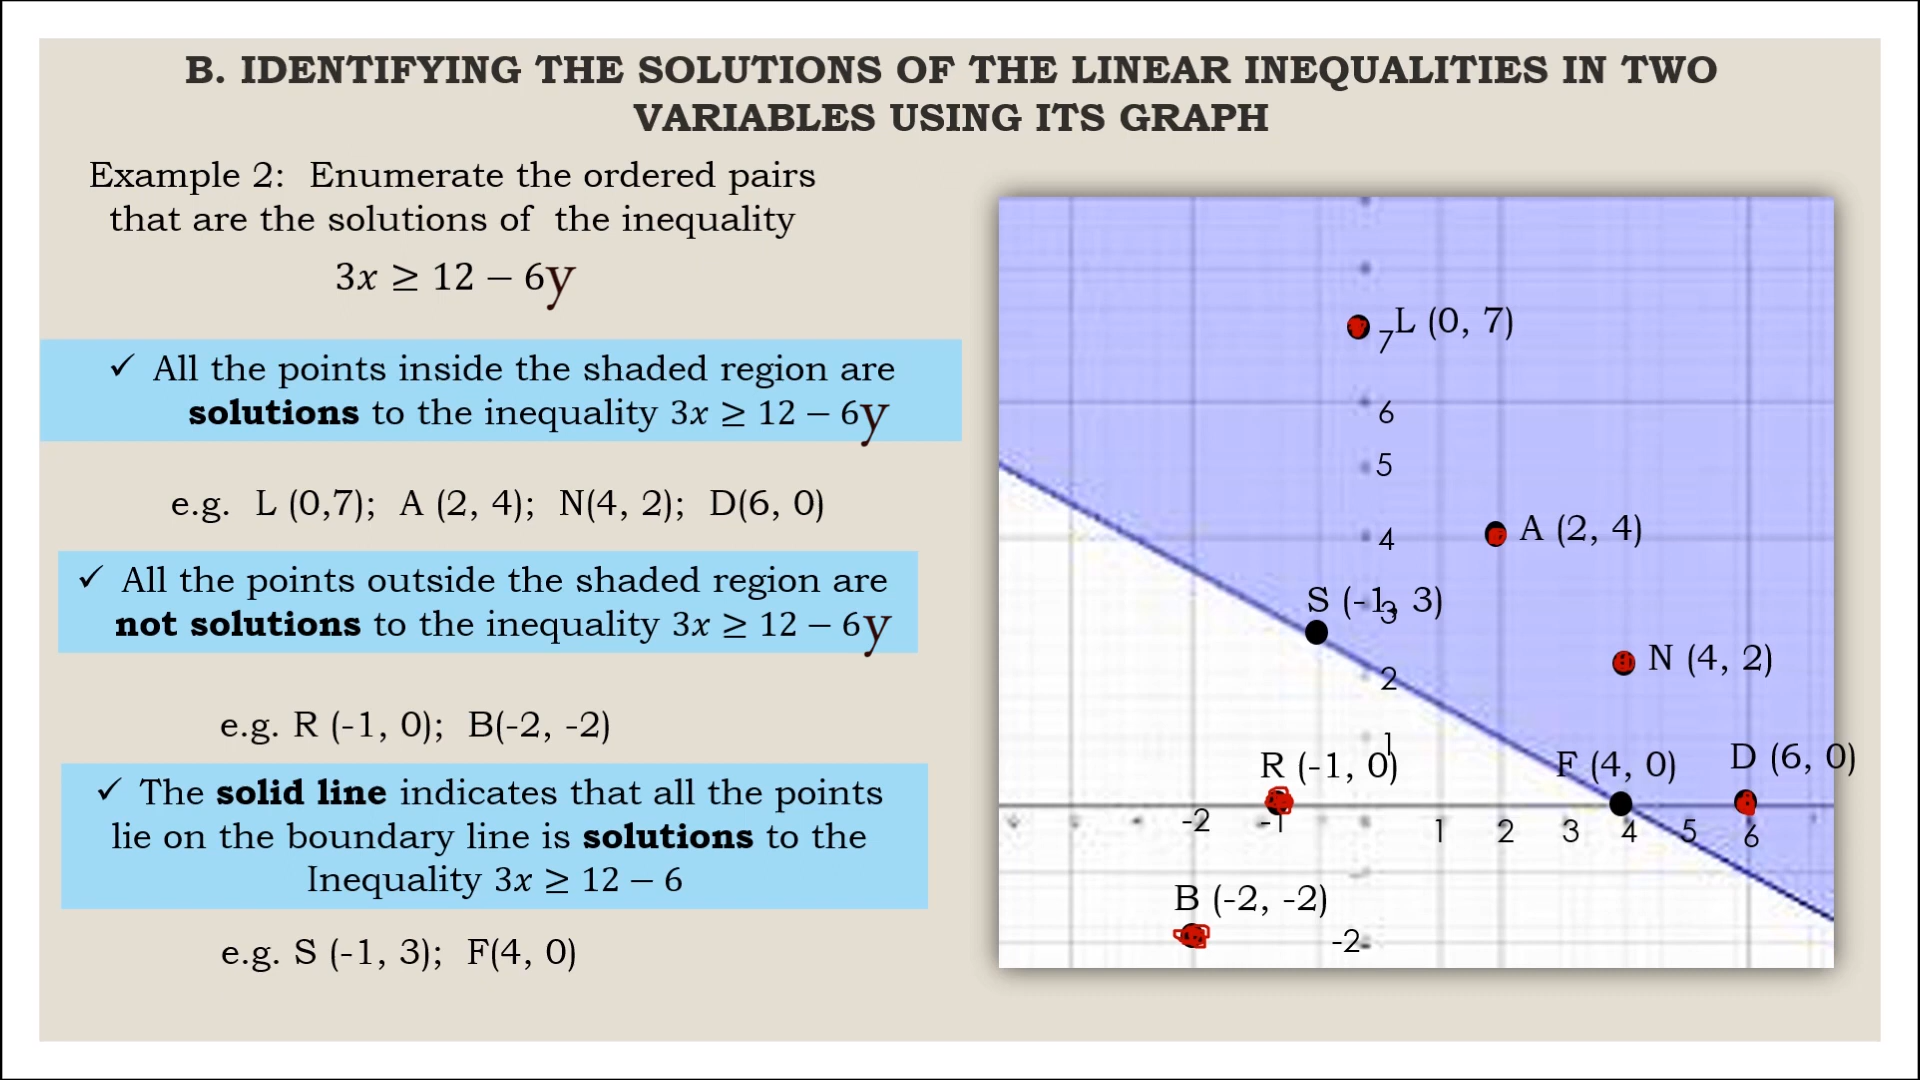 B. IDENTIFYING THE SOLUTIONS OF THE LINEAR INEQUALITIES IN TWO
VARIABLES USING ITS GRAPH
Example 2: Enumerate the ordered pairs
that are the solutions of the inequality
3x ≥ 12 − 6y
✓ All the points inside the shaded region are
solutions to the inequality 3x ≥ 12 − 6y
e.g. L (0,7); A (2, 4); N(4, 2); D(6, 0)
✓ All the points outside the shaded region are
not solutions to the inequality 3x ≥ 12 − 6y
e.g. R (-1, 0); B(-2, -2)
✓ The solid line indicates that all the points
lie on the boundary line is solutions to the
Inequality 3x ≥ 12 − 6
e.g. S (-1, 3); F(4, 0)
L (0, 7)
7
6
5
A (2, 4)
4
S (-1, 3)
3
N (4, 2)
2
1
R (-1, 0)
F (4, 0)
D (6, 0)
-2 -1 1 2 3 4 5 6
B (-2, -2)
-2